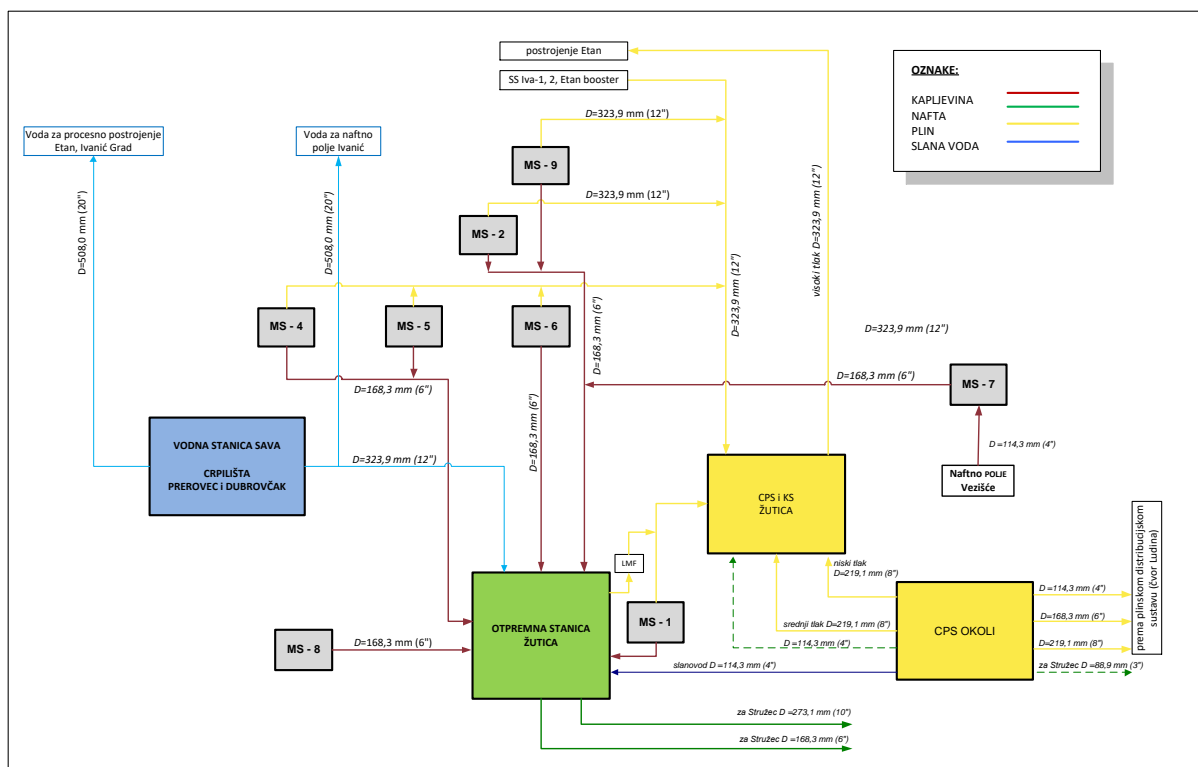 postrojenje Etan
SS Iva-1, 2, Etan booster
OZNAKE:
KAPLJEVINA
NAFTA
PLIN
SLANA VODA
Voda za procesno postrojenje
Etan, Ivanić Grad
Voda za naftno
polje Ivanić
D=323,9 mm (12")
MS - 9
D=323,9 mm (12")
MS - 2
D=508,0 mm (20")
D=508,0 mm (20")
visoki tlak D=323,9 mm (12")
D=323,9 mm (12")
MS - 4
MS - 5
MS - 6
D=168,3 mm (6")
D=323,9 mm (12")
D=168,3 mm (6")
D=168,3 mm (6")
D=168,3 mm (6")
MS - 7
VODNA STANICA SAVA
CRPILIŠTA
PREROVEC i DUBROVČAK
D=323,9 mm (12")
D =114,3 mm (4")
Naftno POLJE
Vezišće
CPS i KS
ŽUTICA
LMF
niski tlak
D=219,1 mm (8")
D =114,3 mm (4")
D=168,3 mm (6")
D=219,1 mm (8")
za Stružec D=88,9 mm (3")
prema plinskom distribucijskom
sustavu (čvor Ludina)
CPS OKOLI
srednji tlak D=219,1 mm (8")
D =114,3 mm (4")
slanovod D =114,3 mm (4")
OTPREMNA STANICA
ŽUTICA
MS - 1
MS - 8
D=168,3 mm (6")
za Stružec D =273,1 mm (10")
za Stružec D =168,3 mm (6")